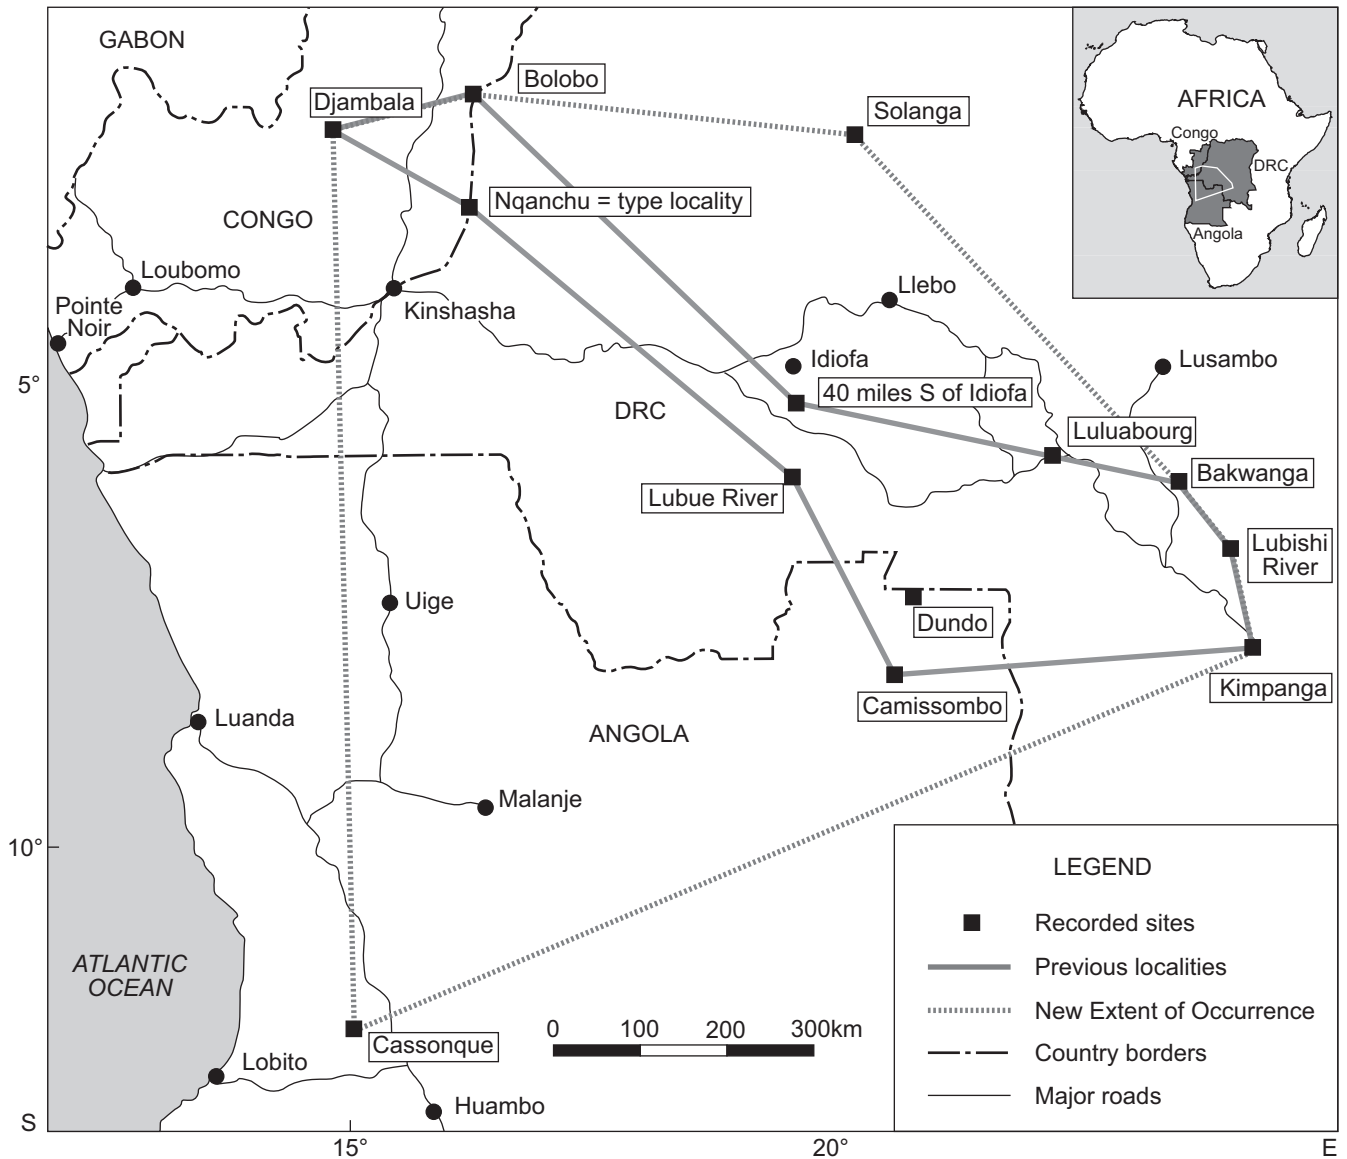 GABON
Bolobo
Djambala
Solanga
AFRICA
Congo
DRC
Angola
Nqanchu = type locality
CONGO
Loubomo
Llebo
Pointe
Noir
Kinshasha
Idiofa
Lusambo
5°
40 miles S of Idiofa
DRC
Luluabourg
Bakwanga
Lubue River
Lubishi
River
Uige
Dundo
Kimpanga
Camissombo
Luanda
ANGOLA
Malanje
10°
LEGEND
Recorded sites
ATLANTIC
OCEAN
Previous localities
New Extent of Occurrence
0 100 200 300km
Cassonque
Country borders
Lobito
Major roads
Huambo
S
15°
20°
E